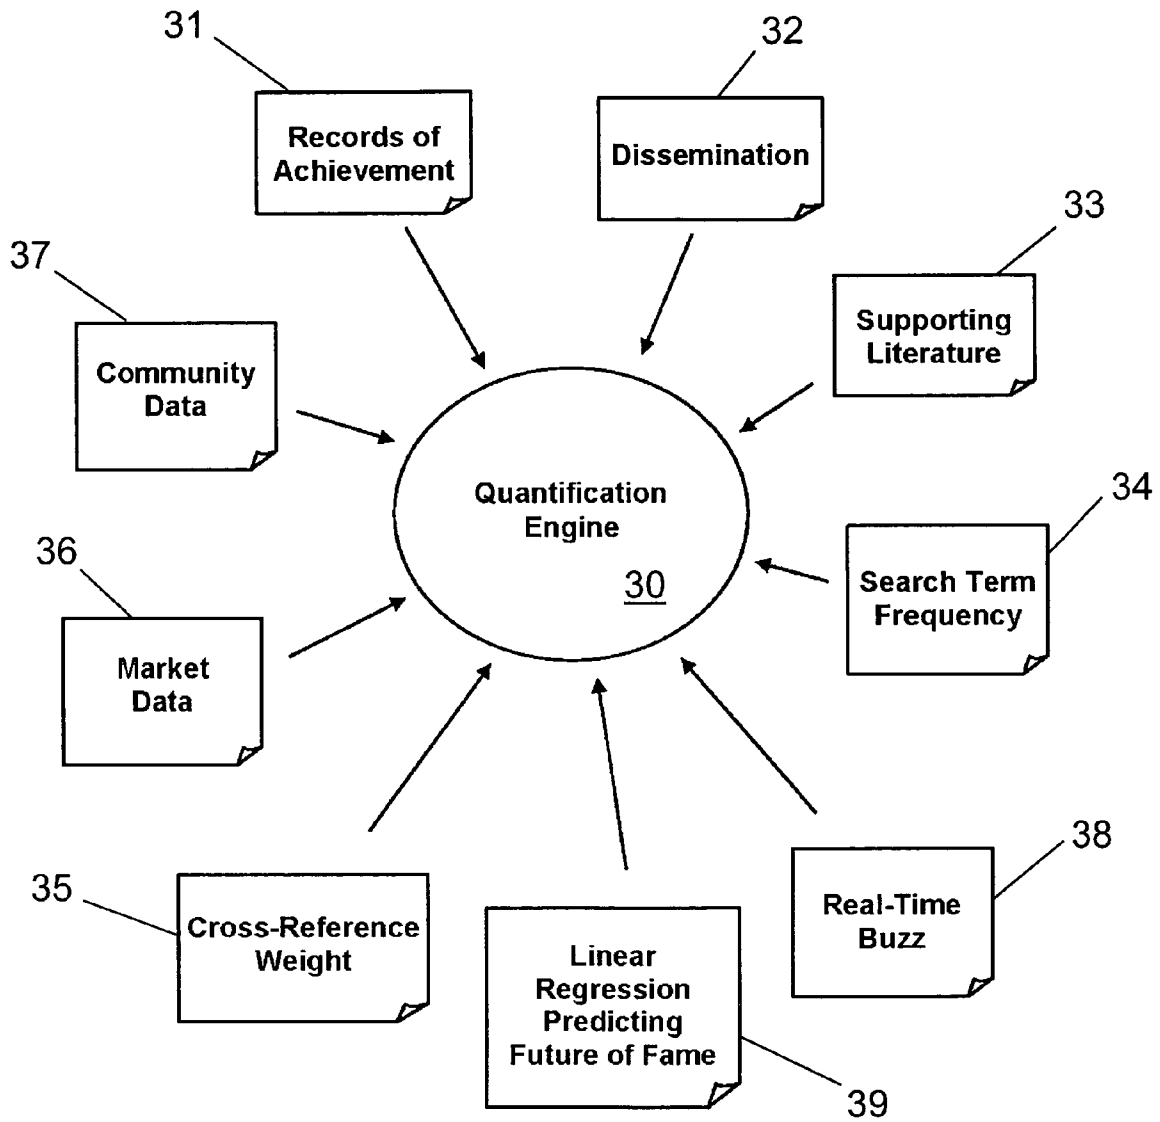 31
32
Records of
Achievement
Dissemination
33
37
Supporting
Literature
Community
Data
Quantification
Engine
30
34
Search Term
Frequency
36
Market
Data
38
35
Real-Time
Buzz
Cross-Reference
Weight
Linear
Regression
Predicting
Future of Fame
39